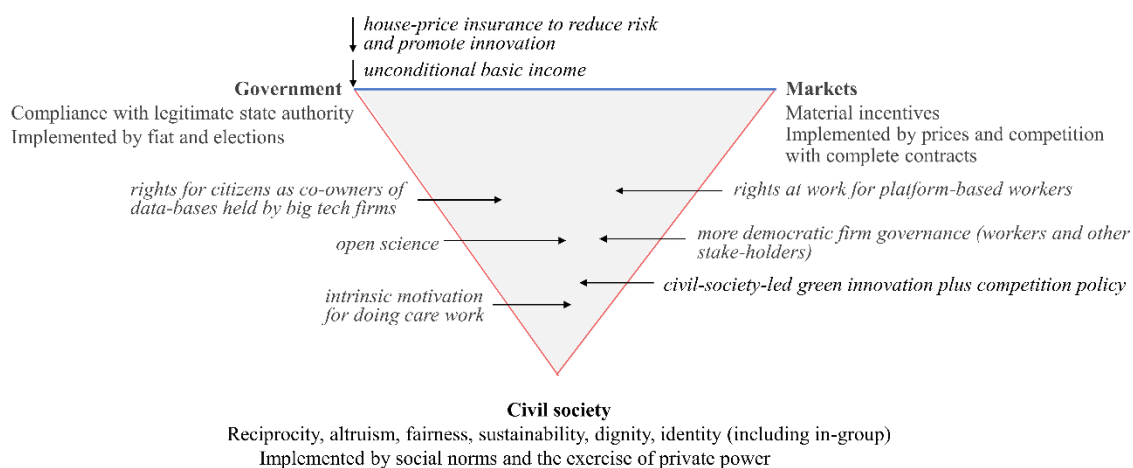 house-price insurance to reduce risk
and promote innovation
unconditional basic income
Government
Compliance with legitimate state authority
Implemented by fiat and elections
Markets
Material incentives
Implemented by prices and competition
with complete contracts
rights for citizens as co-owners of
data-bases held by big tech firms
rights at work for platform-based workers
open science
more democratic firm governance (workers and other
stake-holders)
civil-society-led green innovation plus competition policy
intrinsic motivation
for doing care work
Civil society
Reciprocity, altruism, fairness, sustainability, dignity, identity (including in-group)
Implemented by social norms and the exercise of private power